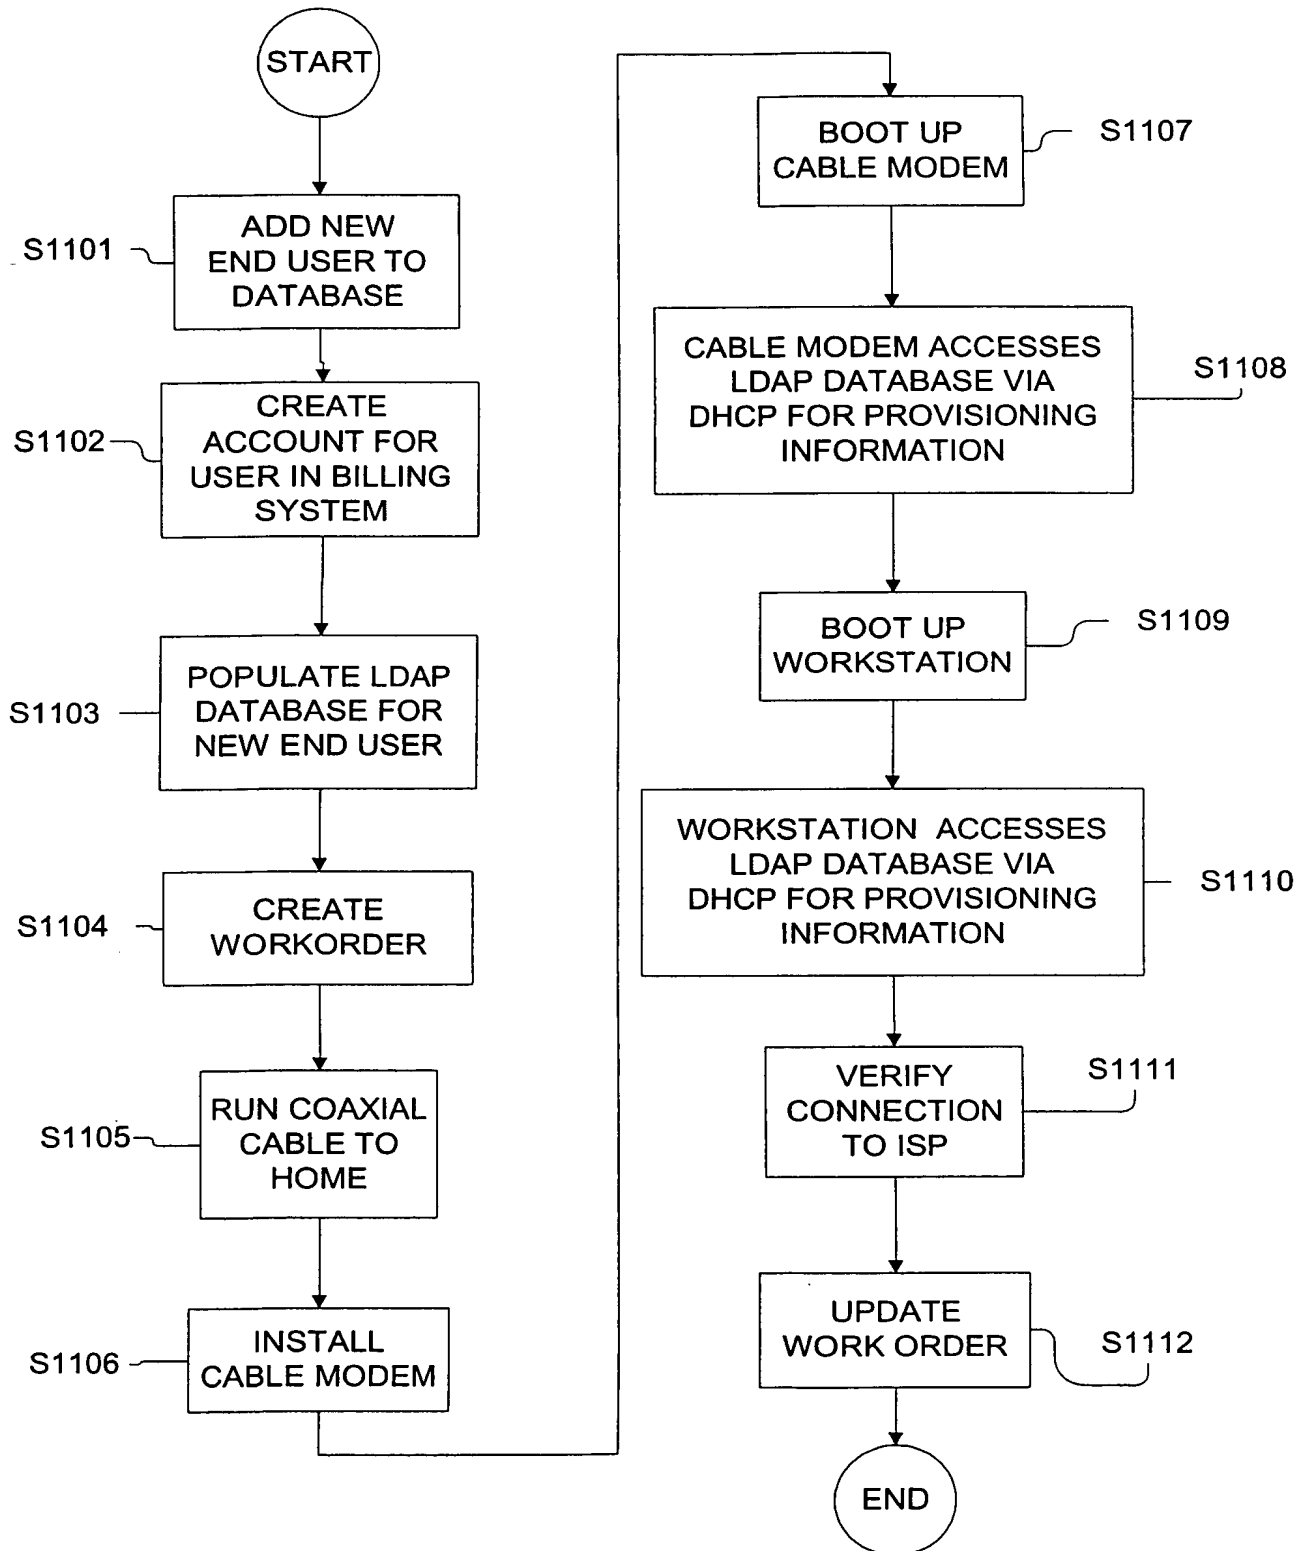 START
S1101
ADD NEW
END USER TO
DATABASE
S1102
CREATE
ACCOUNT FOR
USER IN BILLING
SYSTEM
S1103
POPULATE LDAP
DATABASE FOR
NEW END USER
S1104
CREATE
WORKORDER
S1105
RUN COAXIAL
CABLE TO
HOME
S1106
INSTALL
CABLE MODEM
BOOT UP
CABLE MODEM
S1107
CABLE MODEM ACCESSES
LDAP DATABASE VIA
DHCP FOR PROVISIONING
INFORMATION
S1108
BOOT UP
WORKSTATION
S1109
WORKSTATION ACCESSES
LDAP DATABASE VIA
DHCP FOR PROVISIONING
INFORMATION
S1110
VERIFY
CONNECTION
TO ISP
S1111
UPDATE
WORK ORDER
S1112
END